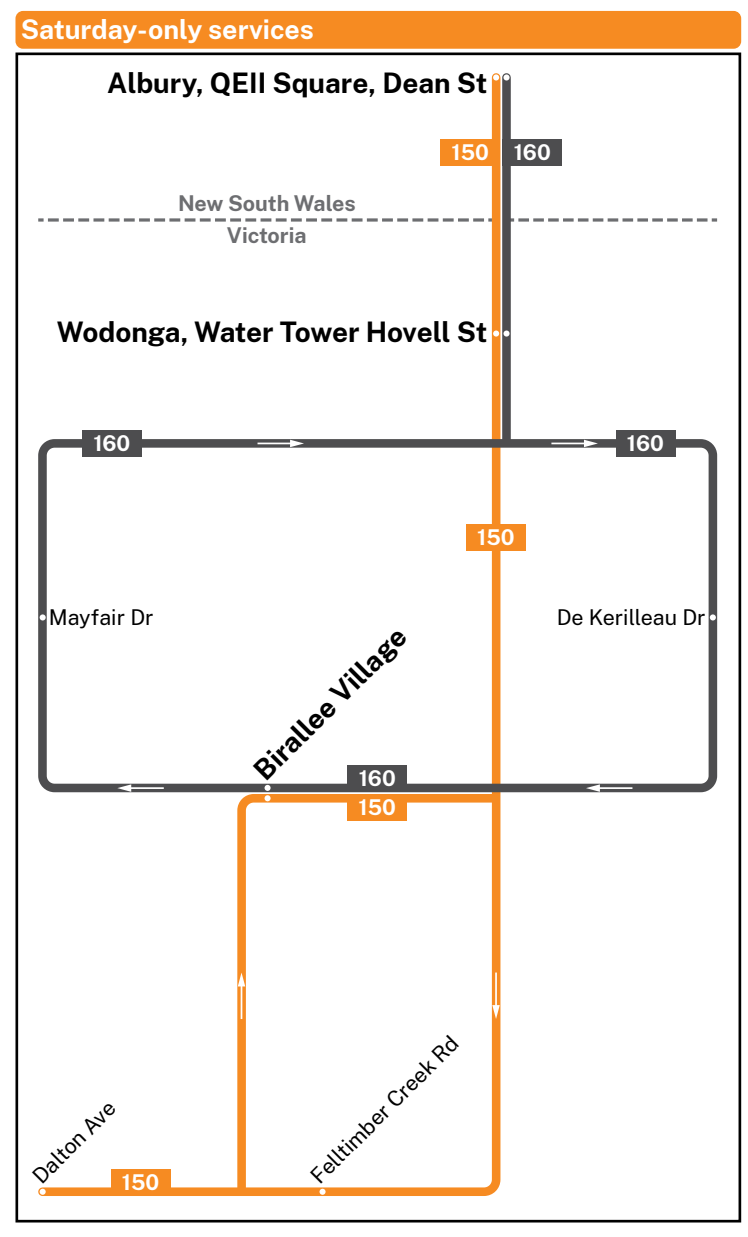 Saturday-only services
Albury, QEII Square, Dean St
150
160
New South Wales
Victoria
Wodonga, Water Tower Hovell St
160
160
150
Mayfair Dr
De Kerilleau Dr
Birallee Village
160
150
Felltimber Creek Rd
Dalton Ave
150